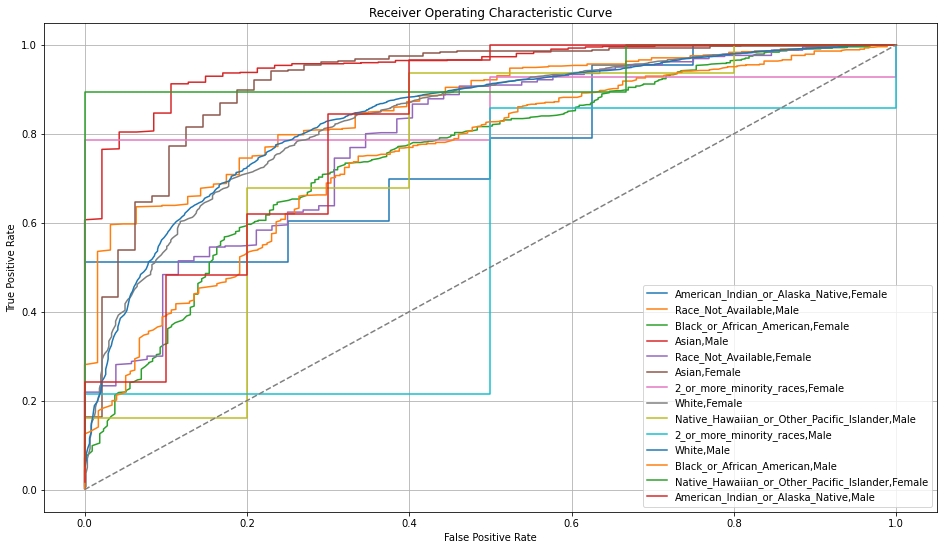 Receiver Operating Characteristic Curve
True Positive Rate
1.0
0.8
0.6
0.4
0.2
0.0
American_Indian_or_Alaska_Native,Female
Race_Not_Available,Male
Black_or_African_American,Female
Asian,Male
Race_Not_Available,Female
Asian,Female
2_or_more_minority_races,Female
White,Female
Native_Hawaiian_or_Other_Pacific_Islander,Male
2_or_more_minority_races,Male
White,Male
Black_or_African_American,Male
Native_Hawaiian_or_Other_Pacific_Islander,Female
American_Indian_or_Alaska_Native,Male
0.0 0.2 0.4 0.6 0.8 1.0
False Positive Rate